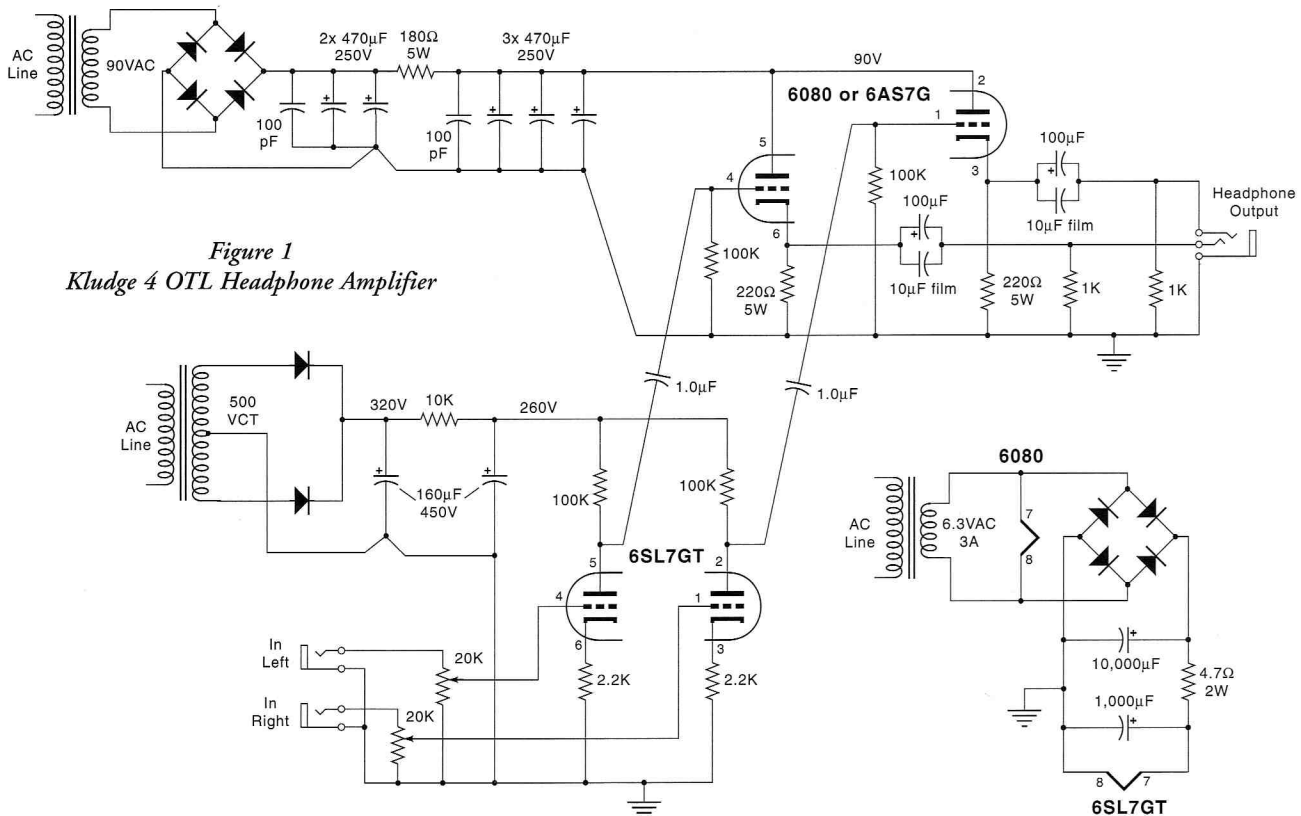 AC
Line
90VAC
100
pF
2x 470µF
250V
180Ω
5W
100
pF
3x 470µF
250V
90V
6080 or 6AS7G
2
1
3
5
4
6
100K
100K
100µF
10µF film
100µF
10µF film
220Ω
5W
220Ω
5W
1K
1K
Headphone
Output
Figure 1
Kludge 4 OTL Headphone Amplifier
1.0µF
1.0µF
AC
Line
500
VCT
320V
10K
260V
160µF
450V
100K
100K
6SL7GT
5
4
6
2
1
3
2.2K
2.2K
In
Left
20K
In
Right
20K
6080
AC
Line
6.3VAC
3A
7
8
10,000µF
4.7Ω
2W
1,000µF
8
7
6SL7GT